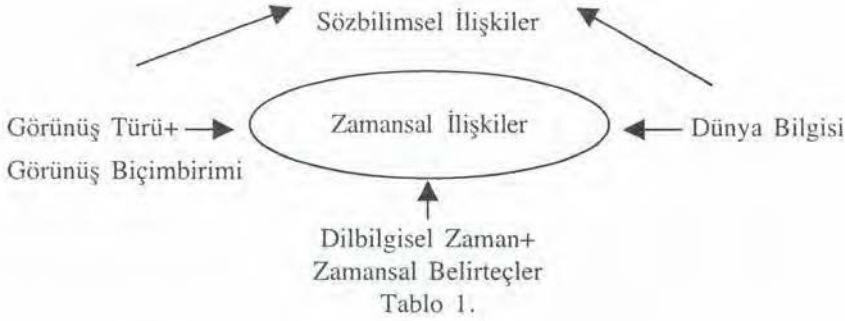 Sözbilimsel İlişkiler
Görünüş Türü+
Görünüş Biçimbirimi
Zamansal İlişkiler
Dünya Bilgisi
Dilbilgisel Zaman+
Zamansal Belirteçler
Tablo 1.